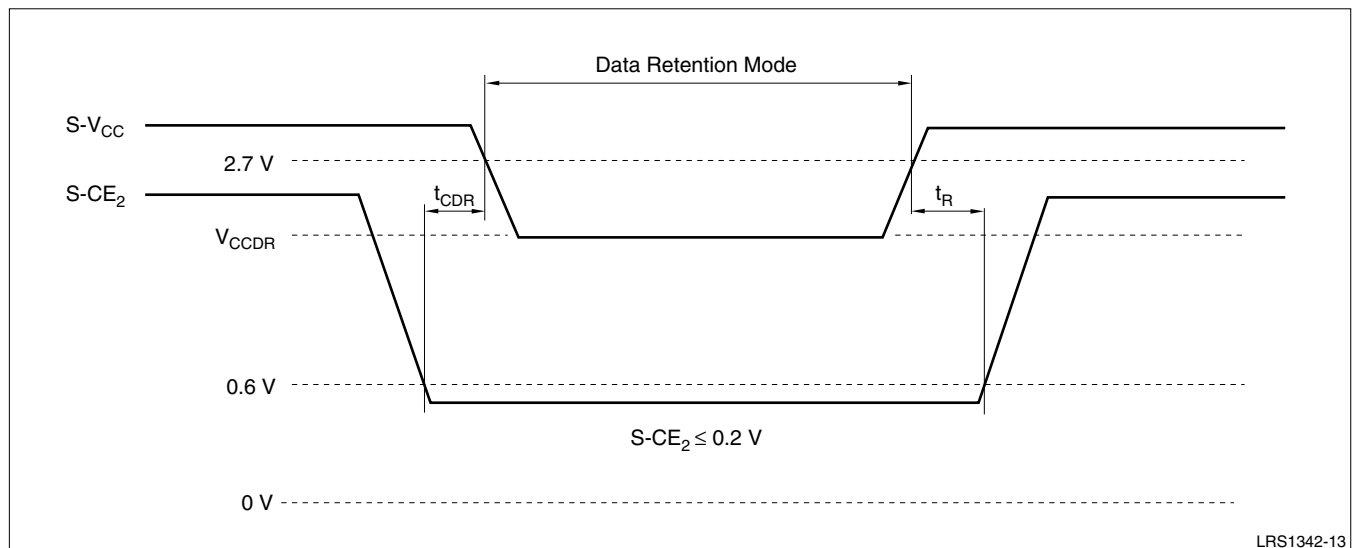 Data Retention Mode
S-VCC
2.7 V
S-CE2
tCDR
tR
VCCDR
0.6 V
S-CE2 ≤ 0.2 V
0 V
LRS1342-13